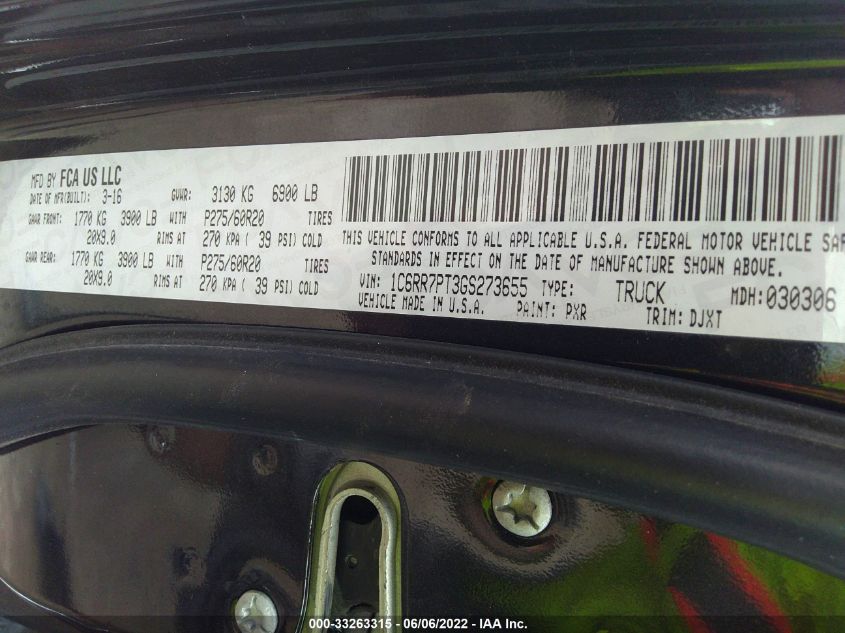 MFD BY FCA US LLC
DATE OF MFR(BUILT): 3-16 GVWR: 3130 KG 6900 LB
GAWR FRONT: 1770 KG 3900 LB WITH P275/60R20 TIRES
20X9.0 RIMS AT 270 KPA ( 39 PSI) COLD
GAWR REAR: 1770 KG 3900 LB WITH P275/60R20 TIRES
20X9.0 RIMS AT 270 KPA ( 39 PSI) COLD
THIS VEHICLE CONFORMS TO ALL APPLICABLE U.S.A. FEDERAL MOTOR VEHICLE SAF
STANDARDS IN EFFECT ON THE DATE OF MANUFACTURE SHOWN ABOVE.
VIN: 1C6RR7PT3GS273655 TYPE: TRUCK MDH:030306
VEHICLE MADE IN U.S.A. PAINT: PXR TRIM: DJXT
000-33263315 - 06/06/2022 - IAA Inc.